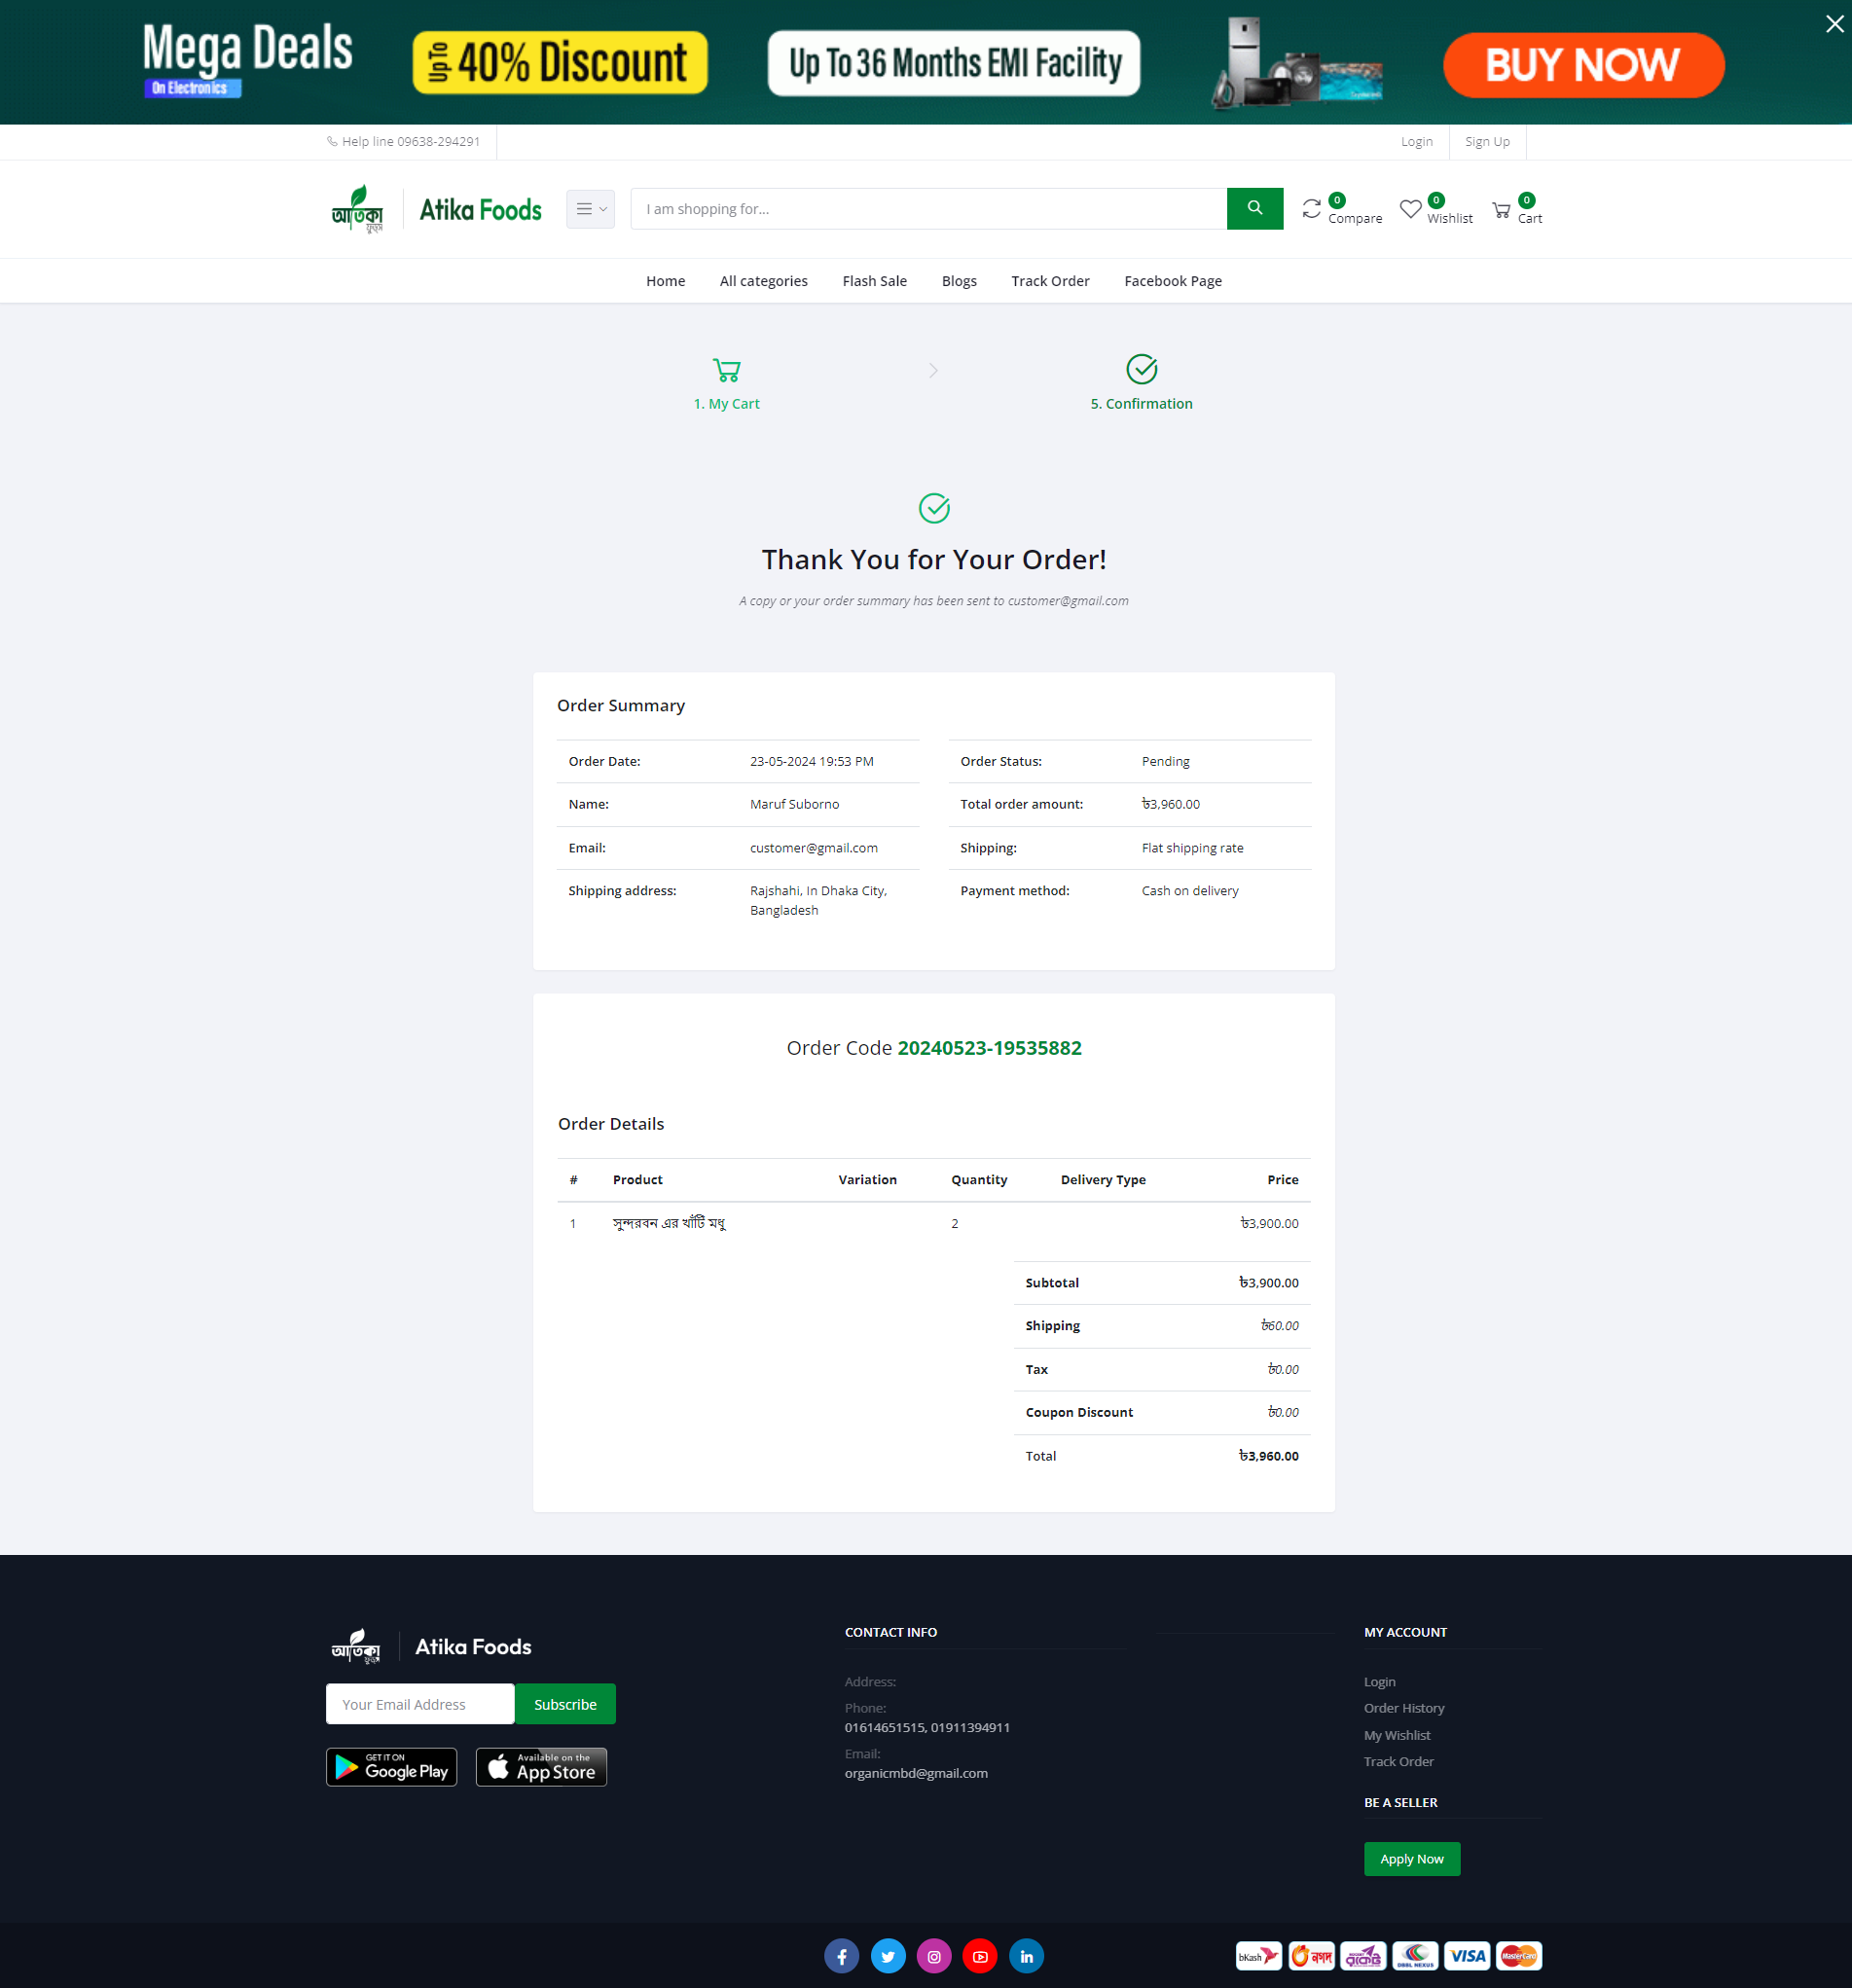 Mega Deals
On Electronics
Up To 40% Discount
Up To 36 Months EMI Facility
BUY NOW
Help line 09638-294291
Login
Sign Up
আতিকা
ফুডস
Atika Foods
I am shopping for...
0
Compare
0
Wishlist
0
Cart
Home
All categories
Flash Sale
Blogs
Track Order
Facebook Page
1. My Cart
5. Confirmation
Thank You for Your Order!
A copy or your order summary has been sent to customer@gmail.com
Order Summary
Order Date: 23-05-2024 19:53 PM
Name: Maruf Suborno
Email: customer@gmail.com
Shipping address: Rajshahi, In Dhaka City,
Bangladesh
Order Status: Pending
Total order amount: ৳3,960.00
Shipping: Flat shipping rate
Payment method: Cash on delivery
Order Code 20240523-19535882
Order Details
# Product Variation Quantity Delivery Type Price
1 সুন্দরবন এর খাঁটি মধু 2 ৳3,900.00
Subtotal ৳3,900.00
Shipping ৳60.00
Tax ৳0.00
Coupon Discount ৳0.00
Total ৳3,960.00
আতিকা
ফুডস
Atika Foods
Your Email Address
Subscribe
GET IT ON
Google Play
Available on the
App Store
CONTACT INFO
Address:
Phone:
01614651515, 01911394911
Email:
organicmbd@gmail.com
MY ACCOUNT
Login
Order History
My Wishlist
Track Order
BE A SELLER
Apply Now
bKash
নগদ
রকেট
DBBL NEXUS
VISA
MasterCard